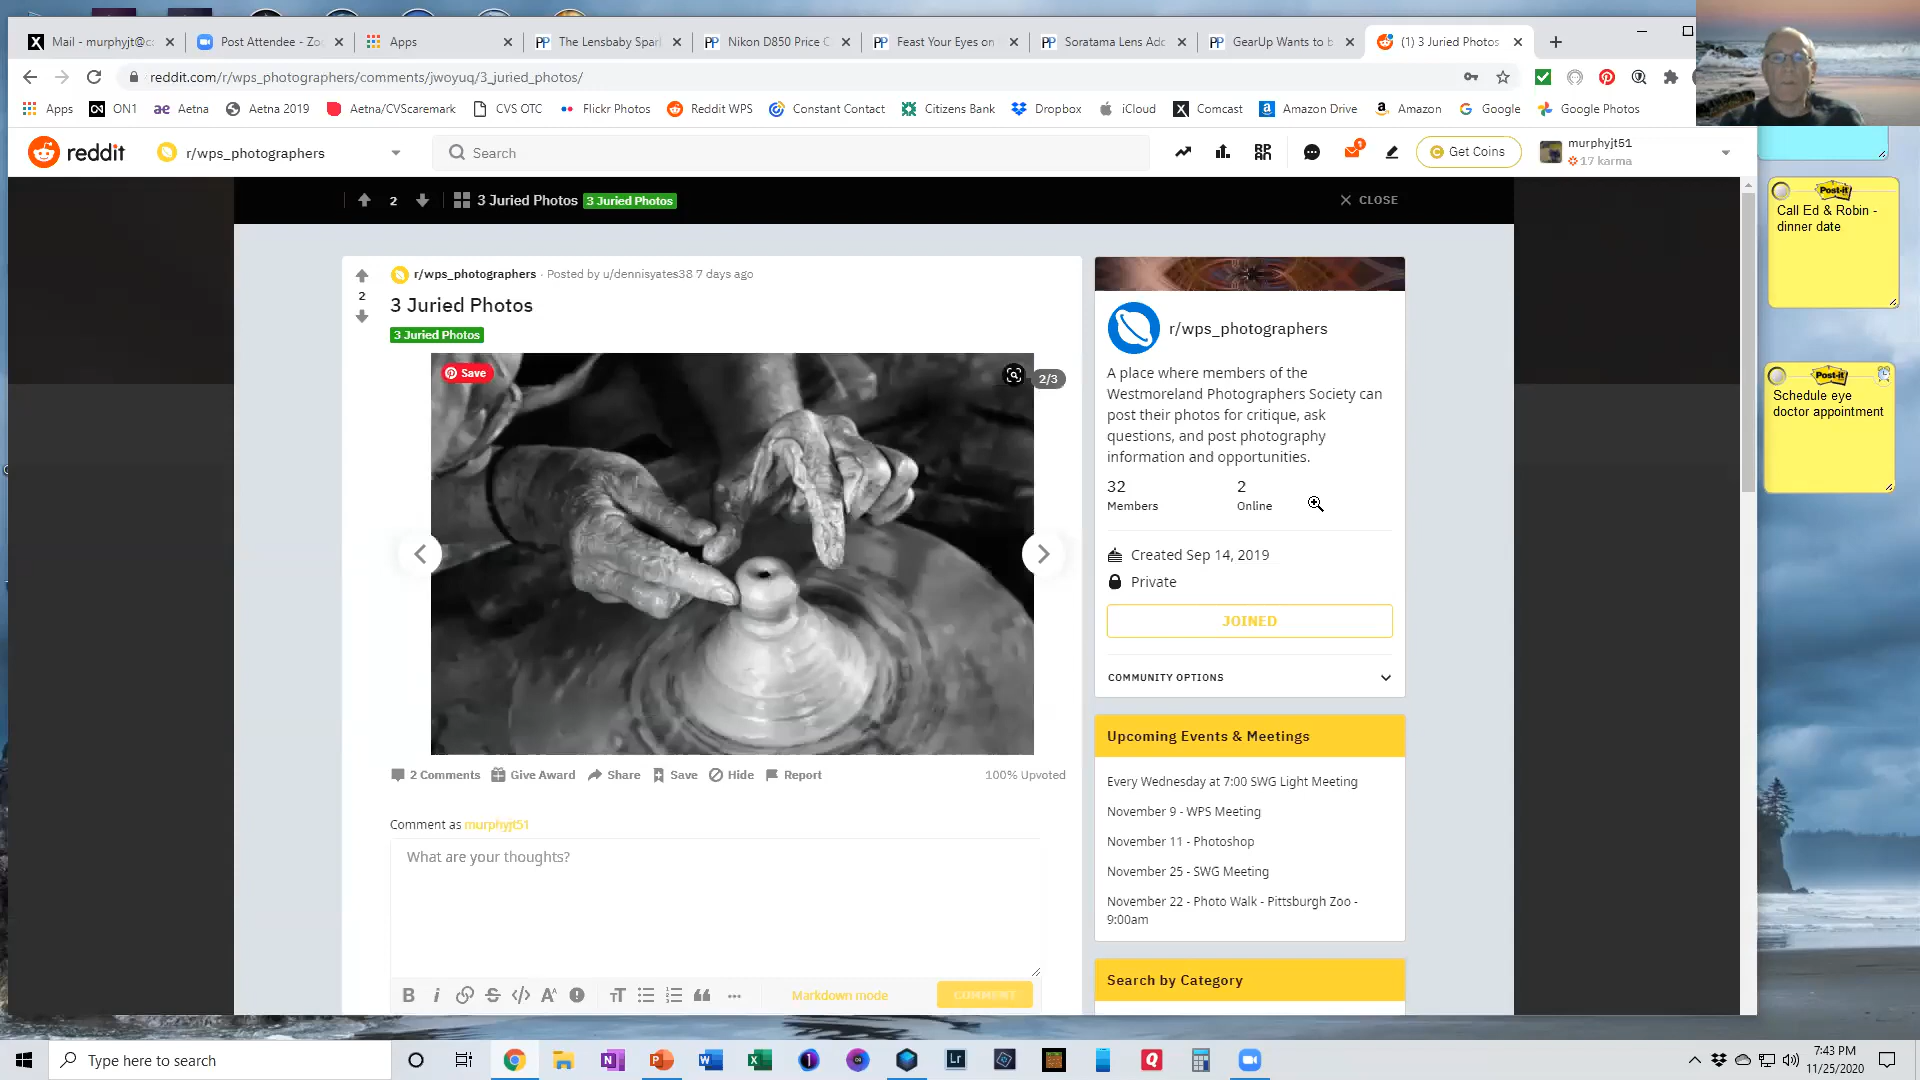 Mail - murphyjt@c
Post Attendee - Zo
Apps
The Lensbaby Spar
Nikon D850 Price
Feast Your Eyes on
Soratama Lens Ad
GearUp Wants to b
(1) 3 Juried Photos
reddit.com/r/wps_photographers/comments/jwoyuq/3_juried_photos/
Apps
ON1
Aetna
Aetna 2019
Aetna/CVScaremark
CVS OTC
Flickr Photos
Reddit WPS
Constant Contact
Citizens Bank
Dropbox
iCloud
Comcast
Amazon Drive
Amazon
Google
Google Photos
reddit
r/wps_photographers
Search
Get Coins
murphyjt51
17 karma
2
3 Juried Photos 3 Juried Photos
CLOSE
r/wps_photographers · Posted by u/dennisyates38 7 days ago
2
3 Juried Photos
3 Juried Photos
Save
2/3
2 Comments
Give Award
Share
Save
Hide
Report
100% Upvoted
Comment as murphyjt51
What are your thoughts?
Markdown mode
COMMENT
r/wps_photographers
A place where members of the
Westmoreland Photographers Society can
post their photos for critique, ask
questions, and post photography
information and opportunities.
32
Members
2
Online
Created Sep 14, 2019
Private
JOINED
COMMUNITY OPTIONS
Upcoming Events & Meetings
Every Wednesday at 7:00 SWG Light Meeting
November 9 - WPS Meeting
November 11 - Photoshop
November 25 - SWG Meeting
November 22 - Photo Walk - Pittsburgh Zoo -
9:00am
Search by Category
Post-it
Call Ed & Robin -
dinner date
Post-it
Schedule eye
doctor appointment
Type here to search
7:43 PM
11/25/2020